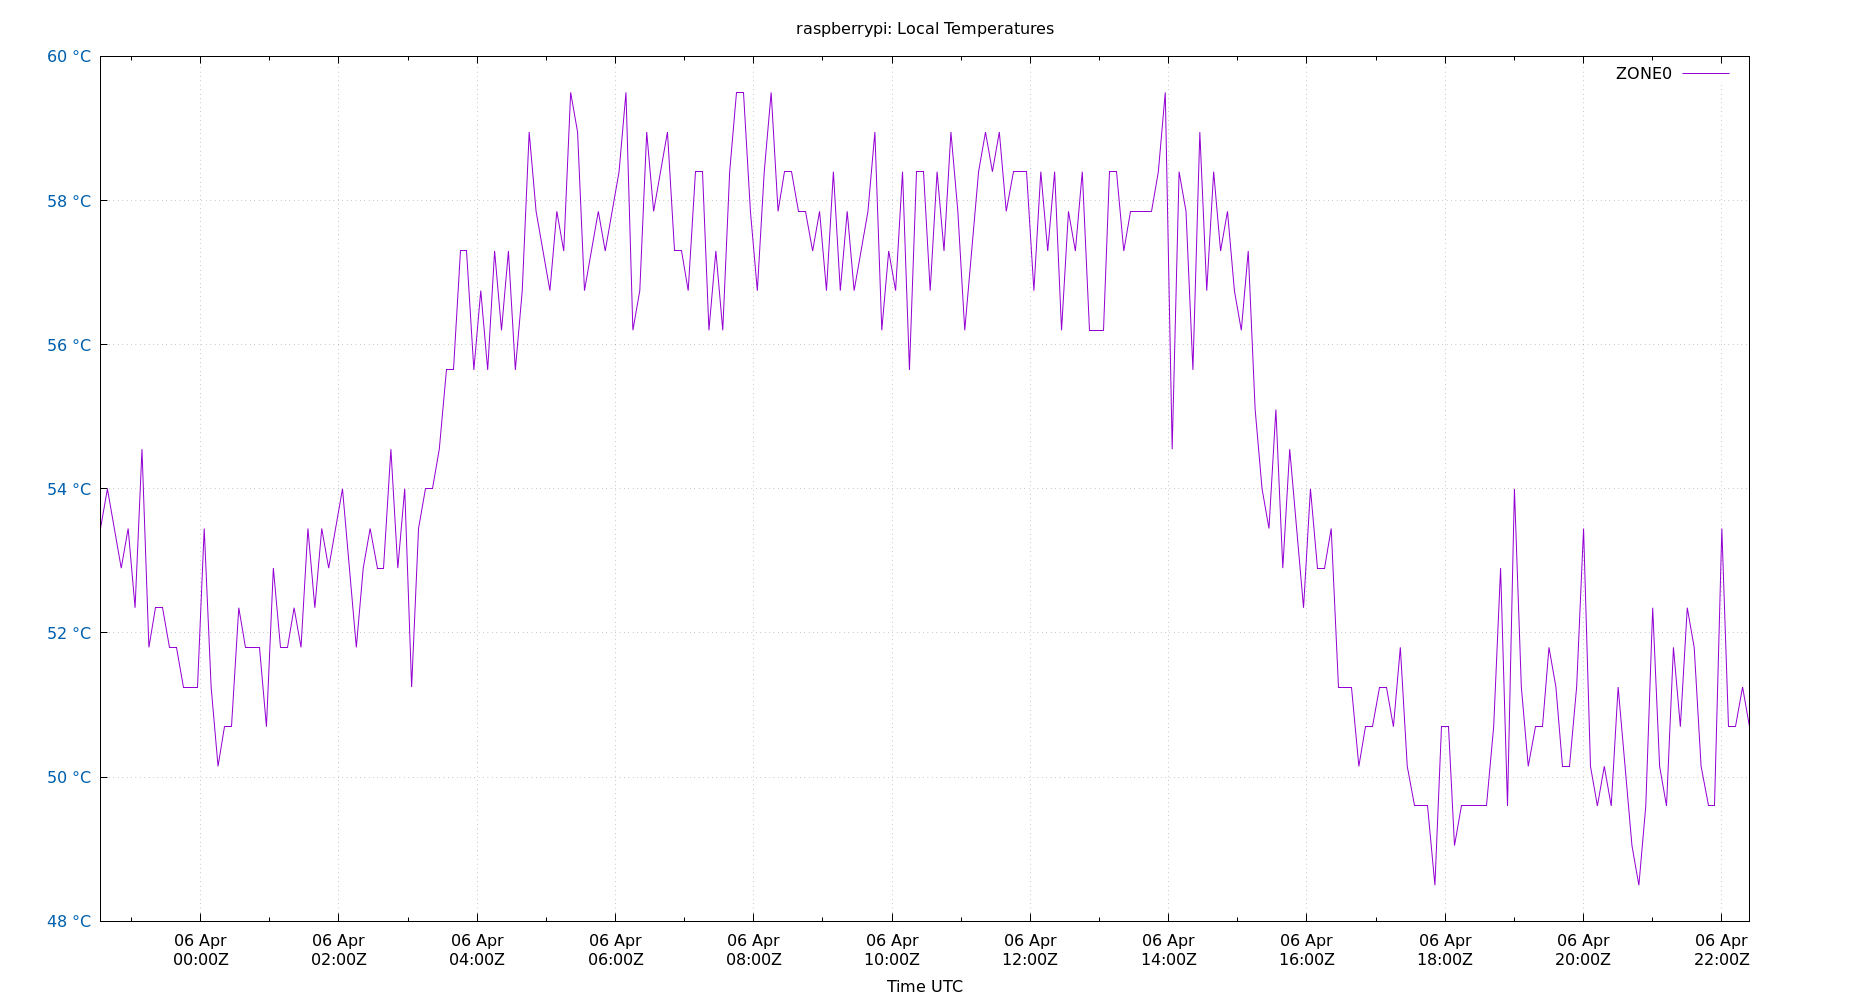 raspberrypi: Local Temperatures
60 °C
ZONE0
58 °C
56 °C
54 °C
52 °C
50 °C
48 °C
06 Apr 06 Apr 06 Apr 06 Apr 06 Apr 06 Apr 06 Apr 06 Apr 06 Apr 06 Apr 06 Apr 06 Apr
00:00Z 02:00Z 04:00Z 06:00Z 08:00Z 10:00Z 12:00Z 14:00Z 16:00Z 18:00Z 20:00Z 22:00Z
Time UTC